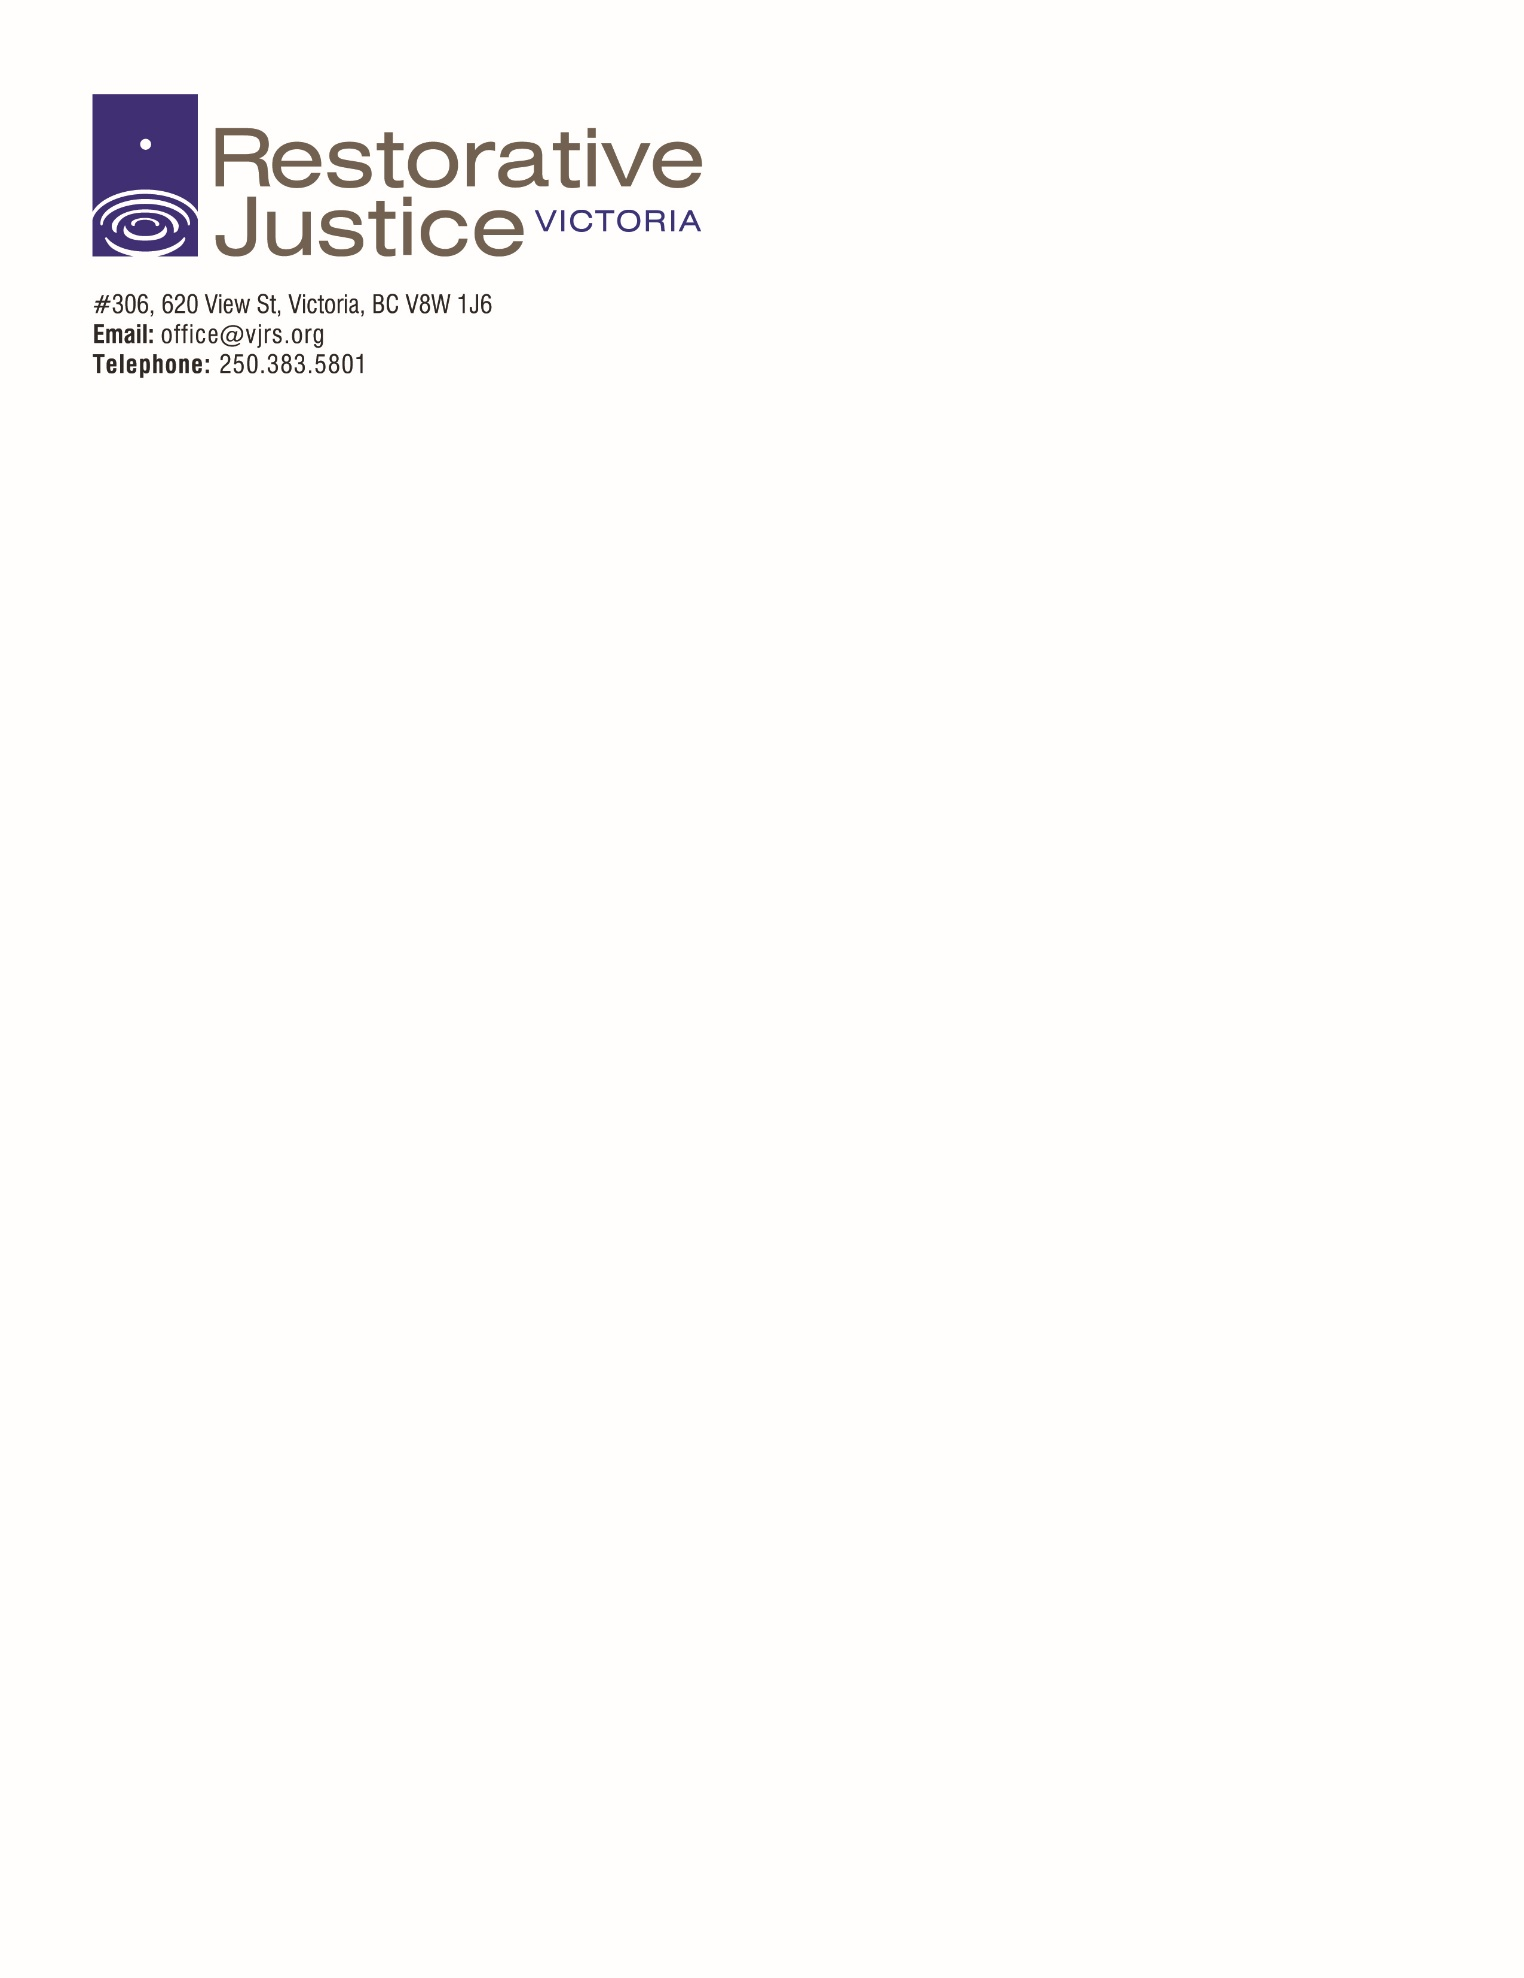 Restorative
Justice VICTORIA
#306, 620 View St, Victoria, BC V8W 1J6
Email: office@vjrs.org
Telephone: 250.383.5801